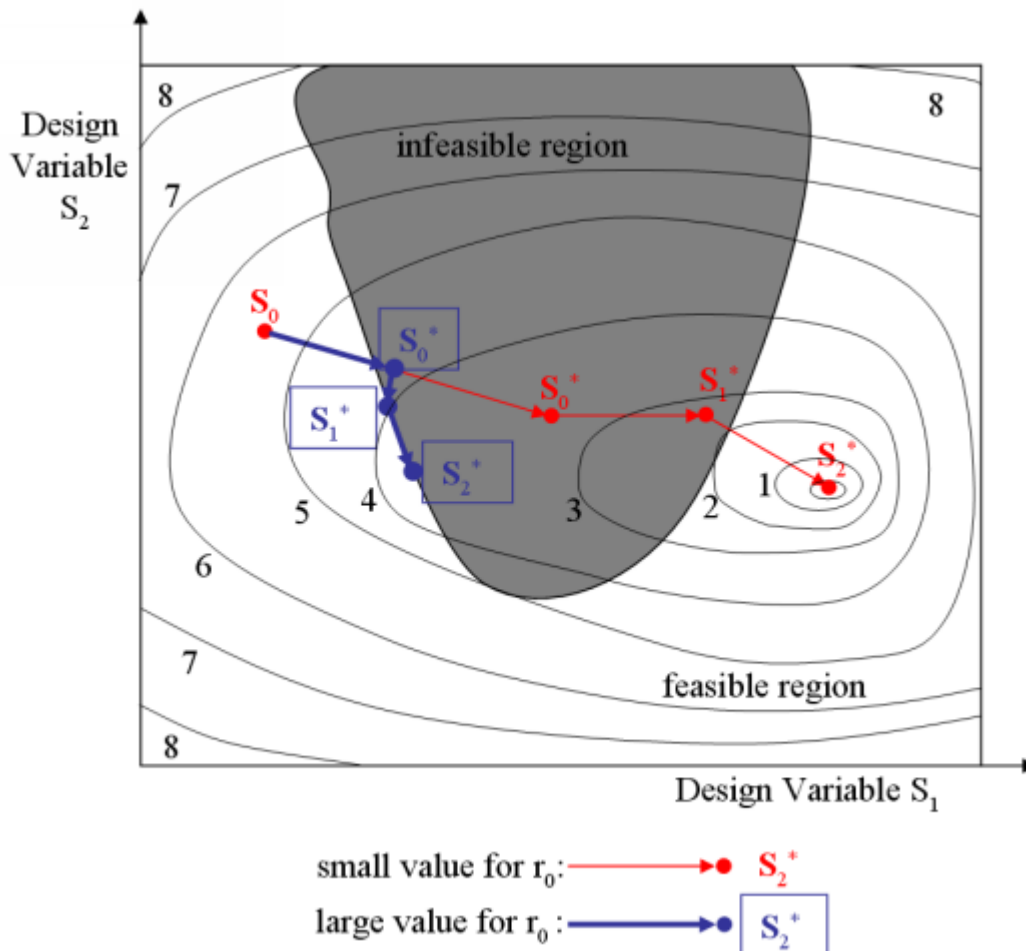 8
8
Design
Variable
S₂
infeasible region
7
S₀
S₀*
S₀*
S₁*
S₁*
S₂*
S₂*
5
4
3
2
1
6
7
feasible region
8
Design Variable S₁
small value for r₀: S₂*
large value for r₀ : S₂*